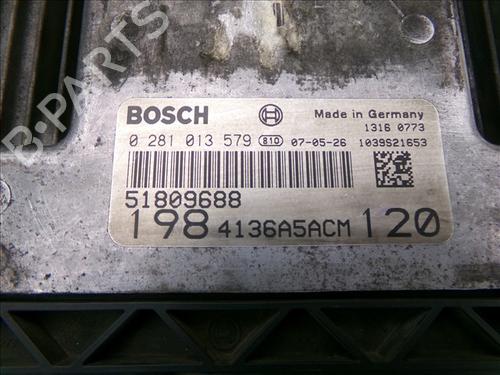 B-PARTS
BOSCH
Made in Germany
1316 0773
0 281 013 579 810 07-05-26 1039S21653
51809688
198 4136A5ACM 120